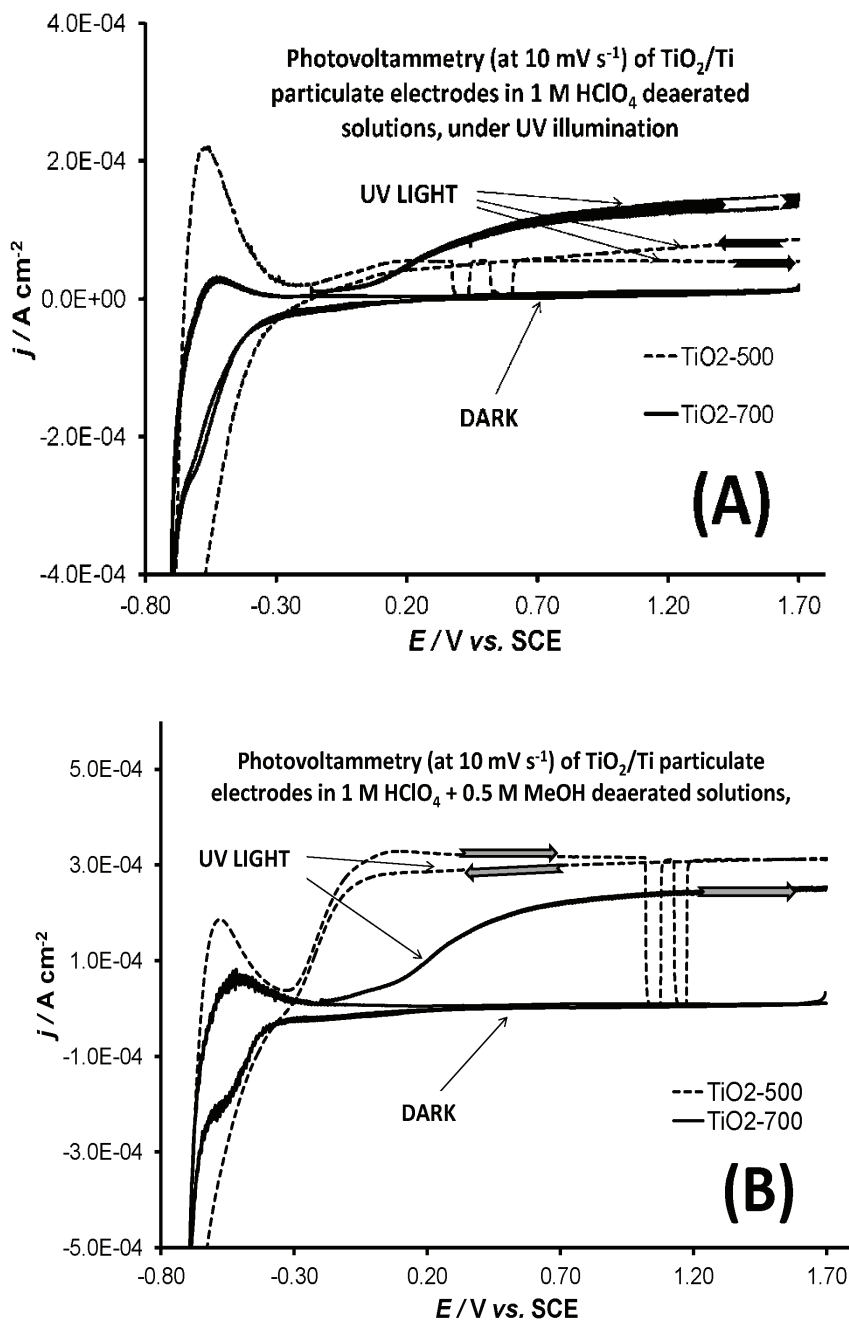 4.0E-04
2.0E-04
0.0E+00
-2.0E-04
-4.0E-04
j / A cm⁻²
Photovoltammetry (at 10 mV s⁻¹) of TiO₂/Ti
particulate electrodes in 1 M HClO₄ deaerated
solutions, under UV illumination
UV LIGHT
DARK
TiO2-500
TiO2-700
(A)
-0.80 -0.30 0.20 0.70 1.20 1.70
E / V vs. SCE
5.0E-04
3.0E-04
1.0E-04
-1.0E-04
-3.0E-04
-5.0E-04
j / A cm⁻²
Photovoltammetry (at 10 mV s⁻¹) of TiO₂/Ti particulate
electrodes in 1 M HClO₄ + 0.5 M MeOH deaerated solutions,
UV LIGHT
DARK
TiO2-500
TiO2-700
(B)
-0.80 -0.30 0.20 0.70 1.20 1.70
E / V vs. SCE